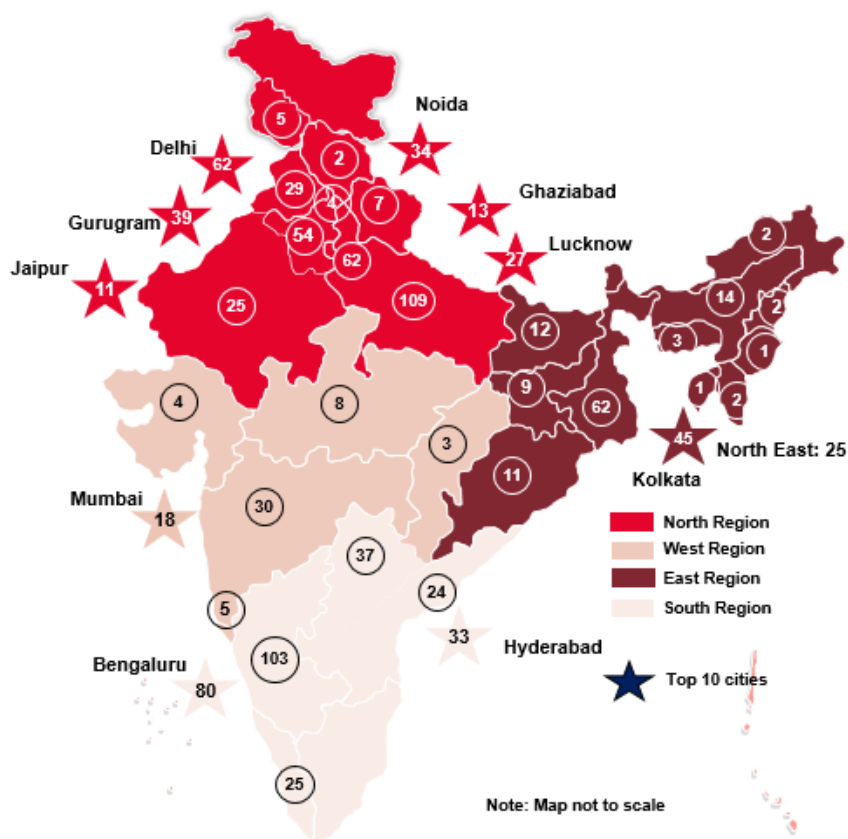 Noida
5
Delhi
62
2
34
29
4
7
Ghaziabad
13
Gurugram
39
54
Lucknow
27
2
62
Jaipur
11
25
109
14
2
12
3
1
4
8
9
1
2
62
3
45
North East: 25
11
Kolkata
Mumbai
18
30
North Region
West Region
37
East Region
24
South Region
5
33
Hyderabad
Bengaluru
103
80
Top 10 cities
25
Note: Map not to scale